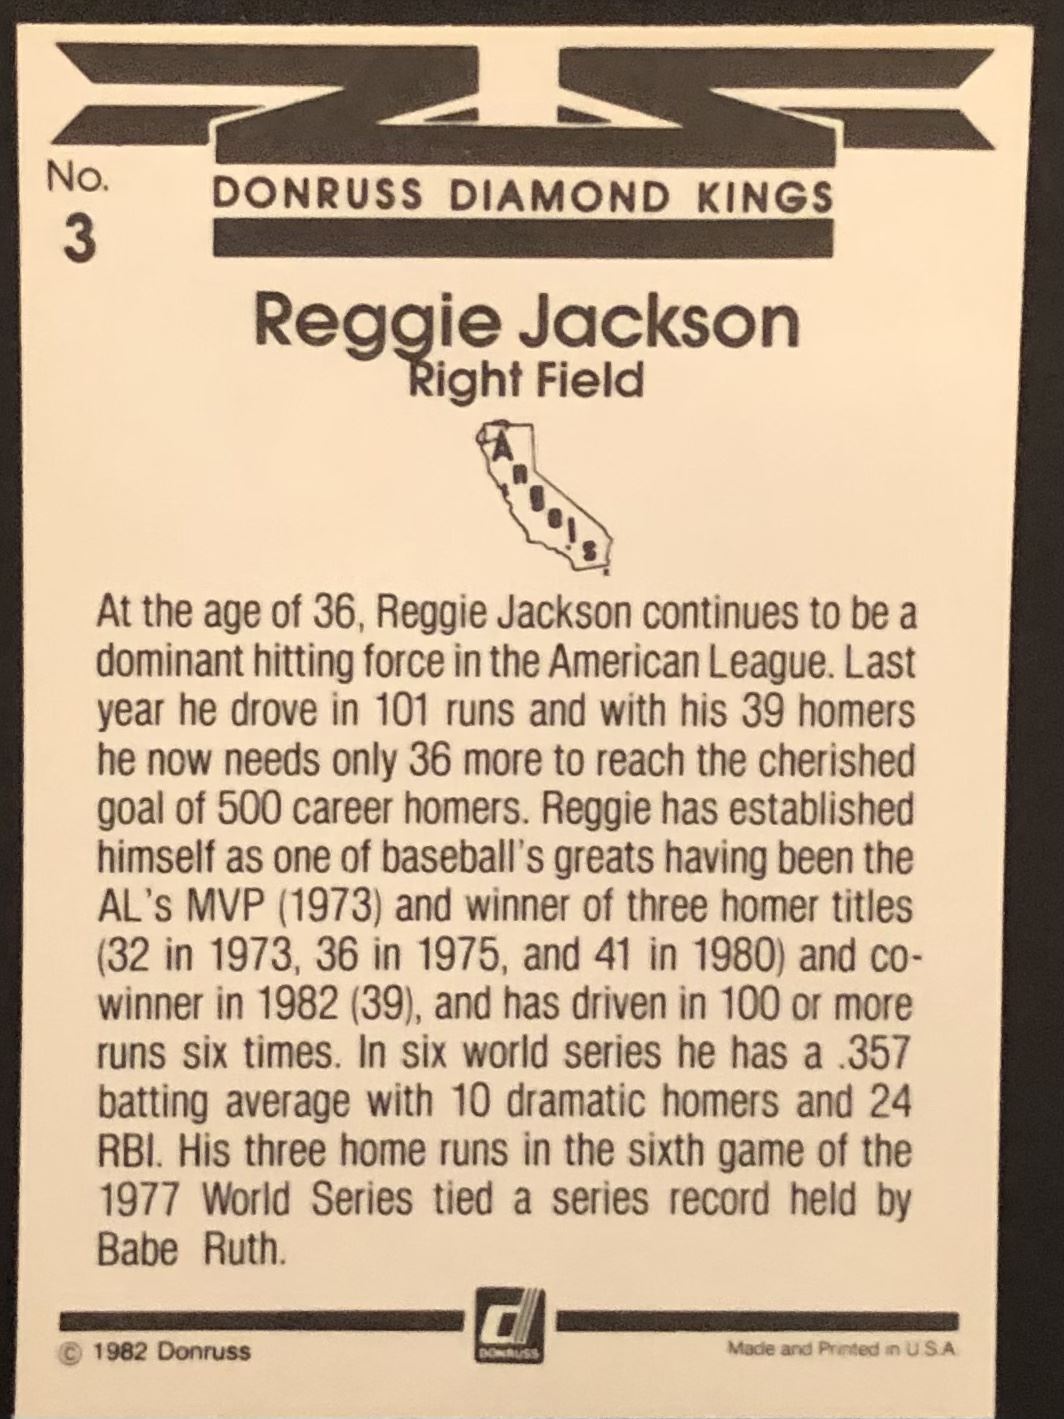 No.
3
DONRUSS DIAMOND KINGS
Reggie Jackson
Right Field
Angels
At the age of 36, Reggie Jackson continues to be a
dominant hitting force in the American League. Last
year he drove in 101 runs and with his 39 homers
he now needs only 36 more to reach the cherished
goal of 500 career homers. Reggie has established
himself as one of baseball's greats having been the
AL's MVP (1973) and winner of three homer titles
(32 in 1973, 36 in 1975, and 41 in 1980) and co-
winner in 1982 (39), and has driven in 100 or more
runs six times. In six world series he has a .357
batting average with 10 dramatic homers and 24
RBI. His three home runs in the sixth game of the
1977 World Series tied a series record held by
Babe Ruth.
© 1982 Donruss
d
DONRUSS
Made and Printed in U.S.A.